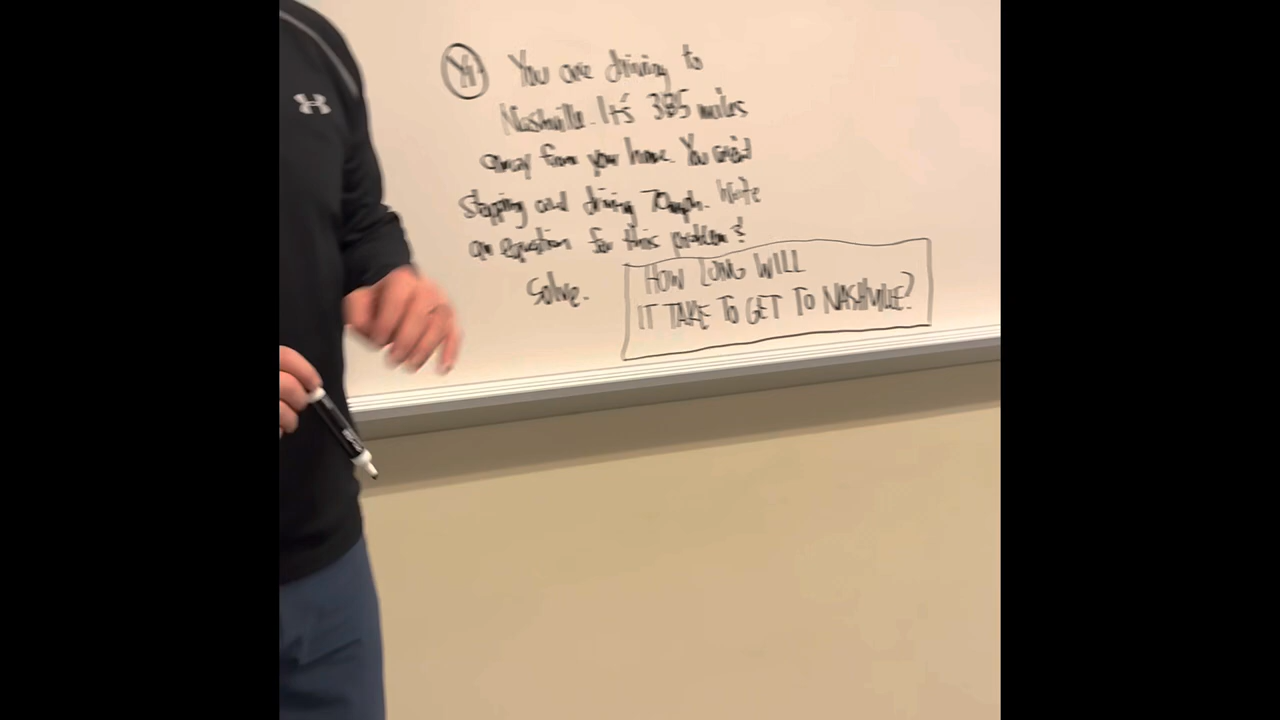 You are driving to
Nashville. It's 385 miles
away from your home. You avoid
stopping and driving 70mph. Write
an equation for this problem?
Solve.
HOW LONG WILL
IT TAKE TO GET TO NASHVILLE?